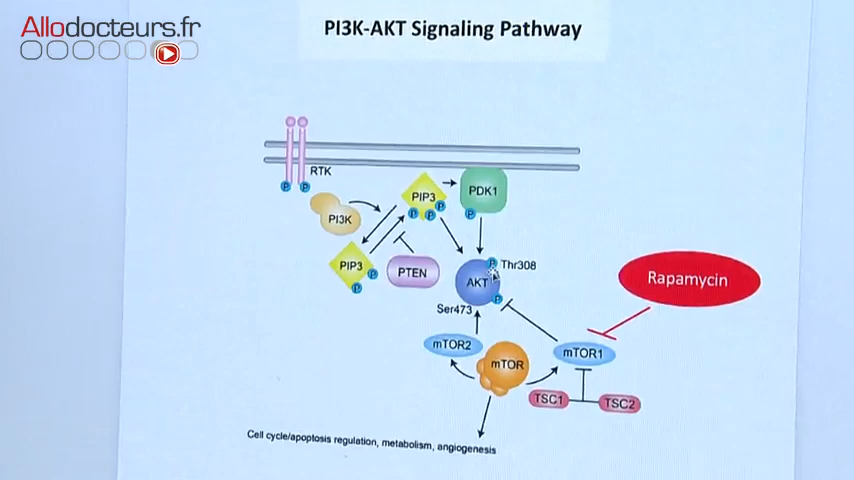 Allodocteurs.fr
PI3K-AKT Signaling Pathway
RTK
P
P
PI3K
PIP3
P
P
P
PDK1
P
PIP3
P
P
PTEN
AKT
P
Thr308
P
Ser473
Rapamycin
mTOR2
mTOR
mTOR1
TSC1
TSC2
Cell cycle/apoptosis regulation, metabolism, angiogenesis